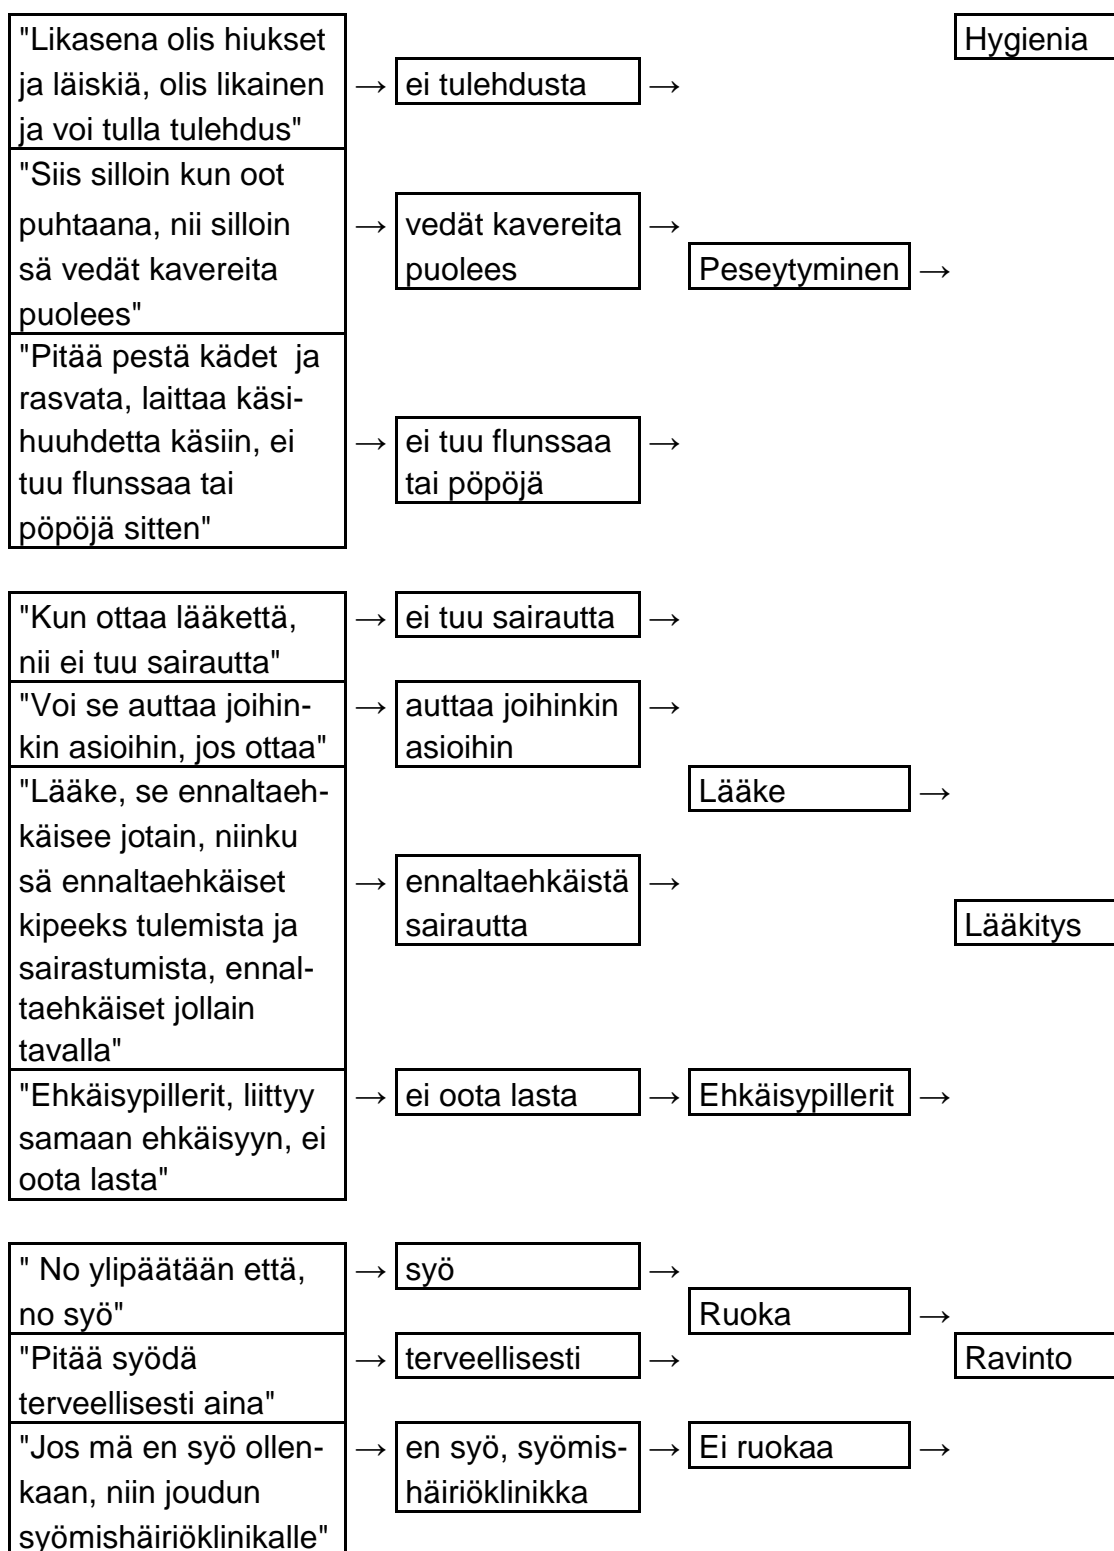 "Likasena olis hiukset
ja läiskiä, olis likainen → ei tulehdusta →
ja voi tulla tulehdus"
Hygienia
"Siis silloin kun oot
puhtaana, nii silloin → vedät kavereita →
sä vedät kavereita puolees Peseytyminen →
puolees"
"Pitää pestä kädet ja
rasvata, laittaa käsi-
huuhdetta käsiin, ei → ei tuu flunssaa →
tuu flunssaa tai tai pöpöjä
pöpöjä sitten"
"Kun ottaa lääkettä, → ei tuu sairautta →
nii ei tuu sairautta"
"Voi se auttaa joihin- → auttaa joihinkin →
kin asioihin, jos ottaa" asioihin
"Lääke, se ennaltaeh- Lääke →
käisee jotain, niinku
sä ennaltaehkäiset → ennaltaehkäistä →
kipeeks tulemista ja sairautta Lääkitys
sairastumista, ennal-
taehkäiset jollain
tavalla"
"Ehkäisypillerit, liittyy → ei oota lasta → Ehkäisypillerit →
samaan ehkäisyyn, ei
oota lasta"
" No ylipäätään että, → syö →
no syö" Ruoka →
"Pitää syödä → terveellisesti → Ravinto
terveellisesti aina"
"Jos mä en syö ollen- → en syö, syömis- → Ei ruokaa →
kaan, niin joudun häiriöklinikka
syömishäiriöklinikalle"